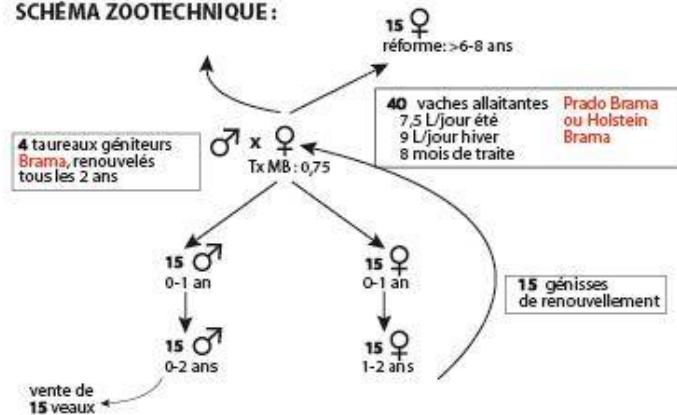 SCHÉMA ZOOTECHNIQUE :
15 ♀
réforme: >6-8 ans
40 vaches allaitantes Prado Brama
7,5 L/jour été ou Holstein
9 L/jour hiver Brama
8 mois de traite
4 taureaux géniteurs
Brama, renouvelés
tous les 2 ans
♂ x ♀
Tx MB : 0,75
15 ♂
0-1 an
15 ♀
0-1 an
15 génisses
de renouvellement
15 ♂
0-2 ans
15 ♀
1-2 ans
vente de
15 veaux